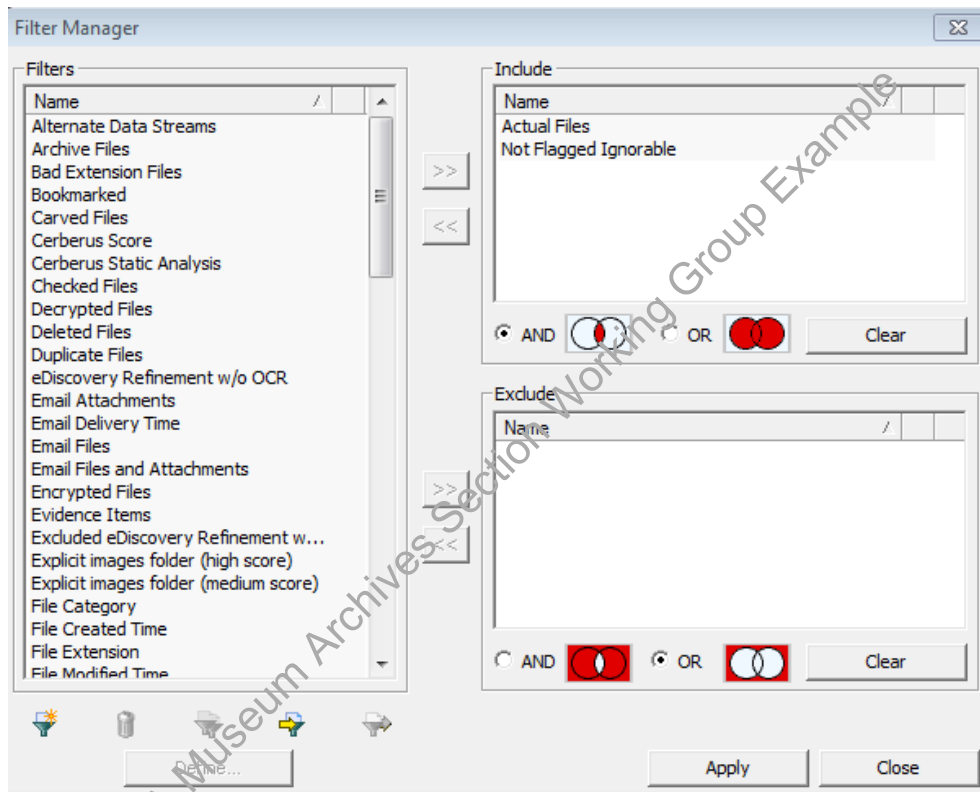 Filter Manager
Filters
Name
Alternate Data Streams
Archive Files
Bad Extension Files
Bookmarked
Carved Files
Cerberus Score
Cerberus Static Analysis
Checked Files
Decrypted Files
Deleted Files
Duplicate Files
eDiscovery Refinement w/o OCR
Email Attachments
Email Delivery Time
Email Files
Email Files and Attachments
Encrypted Files
Evidence Items
Excluded eDiscovery Refinement w...
Explicit images folder (high score)
Explicit images folder (medium score)
File Category
File Created Time
File Extension
File Modified Time
Define...
>>
<<
>>
<<
Include
Name
Actual Files
Not Flagged Ignorable
AND
OR
Clear
Exclude
Name
AND
OR
Clear
Apply
Close
Museum Archives Section Working Group Example